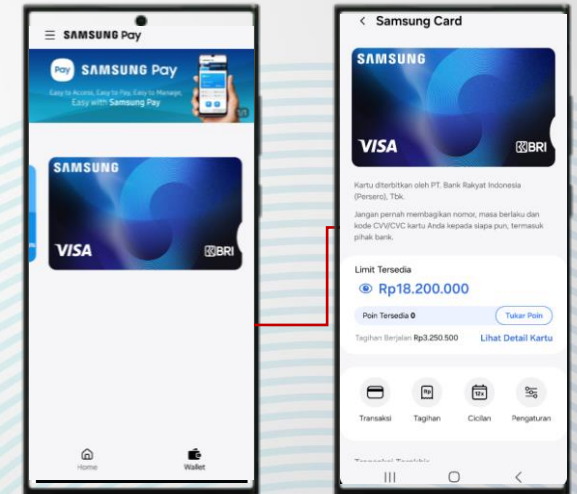 SAMSUNG Pay
Pay SAMSUNG Pay
Easy to Access, Easy to Pay, Easy to Manage,
Easy with Samsung Pay
SAMSUNG
VISA
BRI
Home
Wallet
Samsung Card
SAMSUNG
VISA
BRI
Kartu diterbitkan oleh PT. Bank Rakyat Indonesia
(Persero), Tbk.
Jangan pernah membagikan nomor, masa berlaku dan
kode CVV/CVC kartu Anda kepada siapa pun, termasuk
pihak bank.
Limit Tersedia
Rp18.200.000
Poin Tersedia 0
Tukar Poin
Tagihan Berjalan Rp3.250.500
Lihat Detail Kartu
Rp
12x
Transaksi
Tagihan
Cicilan
Pengaturan